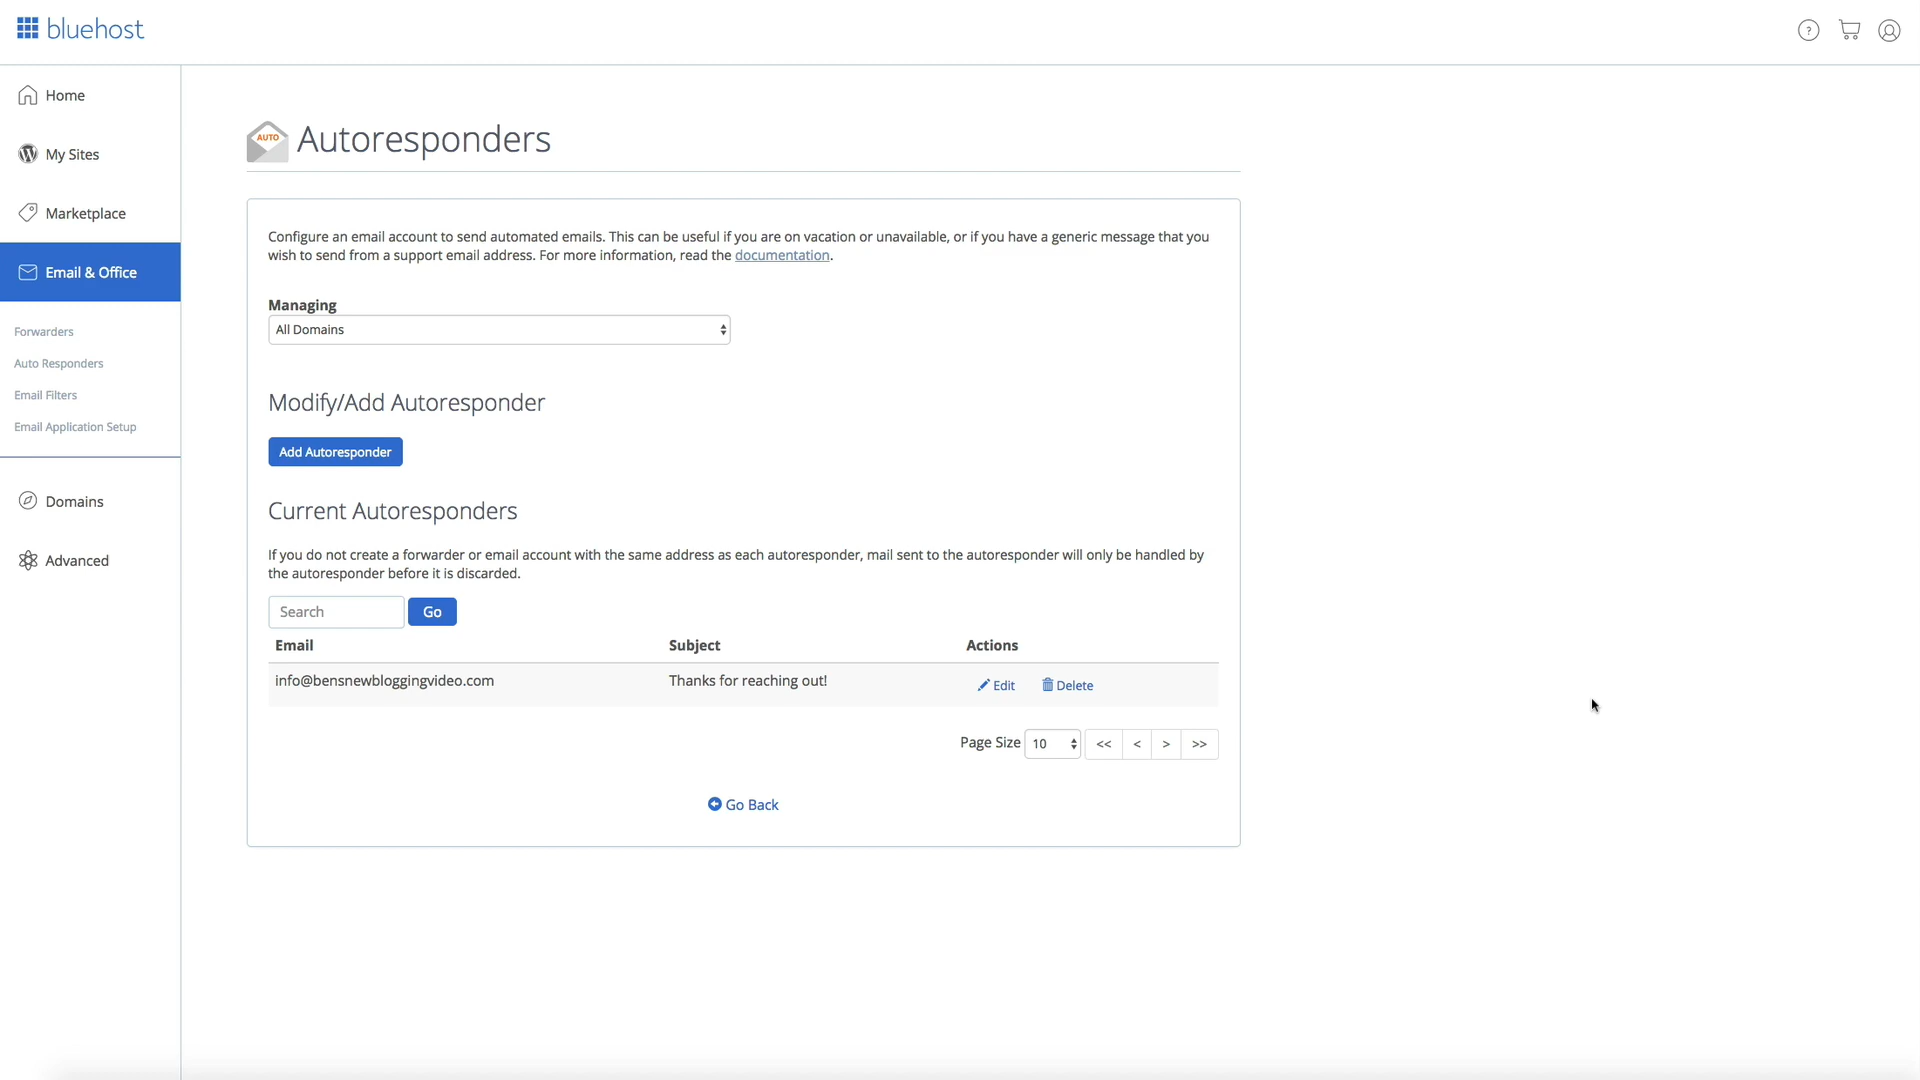 bluehost
?
Home
My Sites
Marketplace
Email & Office
Forwarders
Auto Responders
Email Filters
Email Application Setup
Domains
Advanced
AUTO
Autoresponders
Configure an email account to send automated emails. This can be useful if you are on vacation or unavailable, or if you have a generic message that you
wish to send from a support email address. For more information, read the documentation.
Managing
All Domains
Modify/Add Autoresponder
Add Autoresponder
Current Autoresponders
If you do not create a forwarder or email account with the same address as each autoresponder, mail sent to the autoresponder will only be handled by
the autoresponder before it is discarded.
Search Go
Email Subject Actions
info@bensnewbloggingvideo.com Thanks for reaching out! Edit Delete
Page Size 10 << < > >>
Go Back